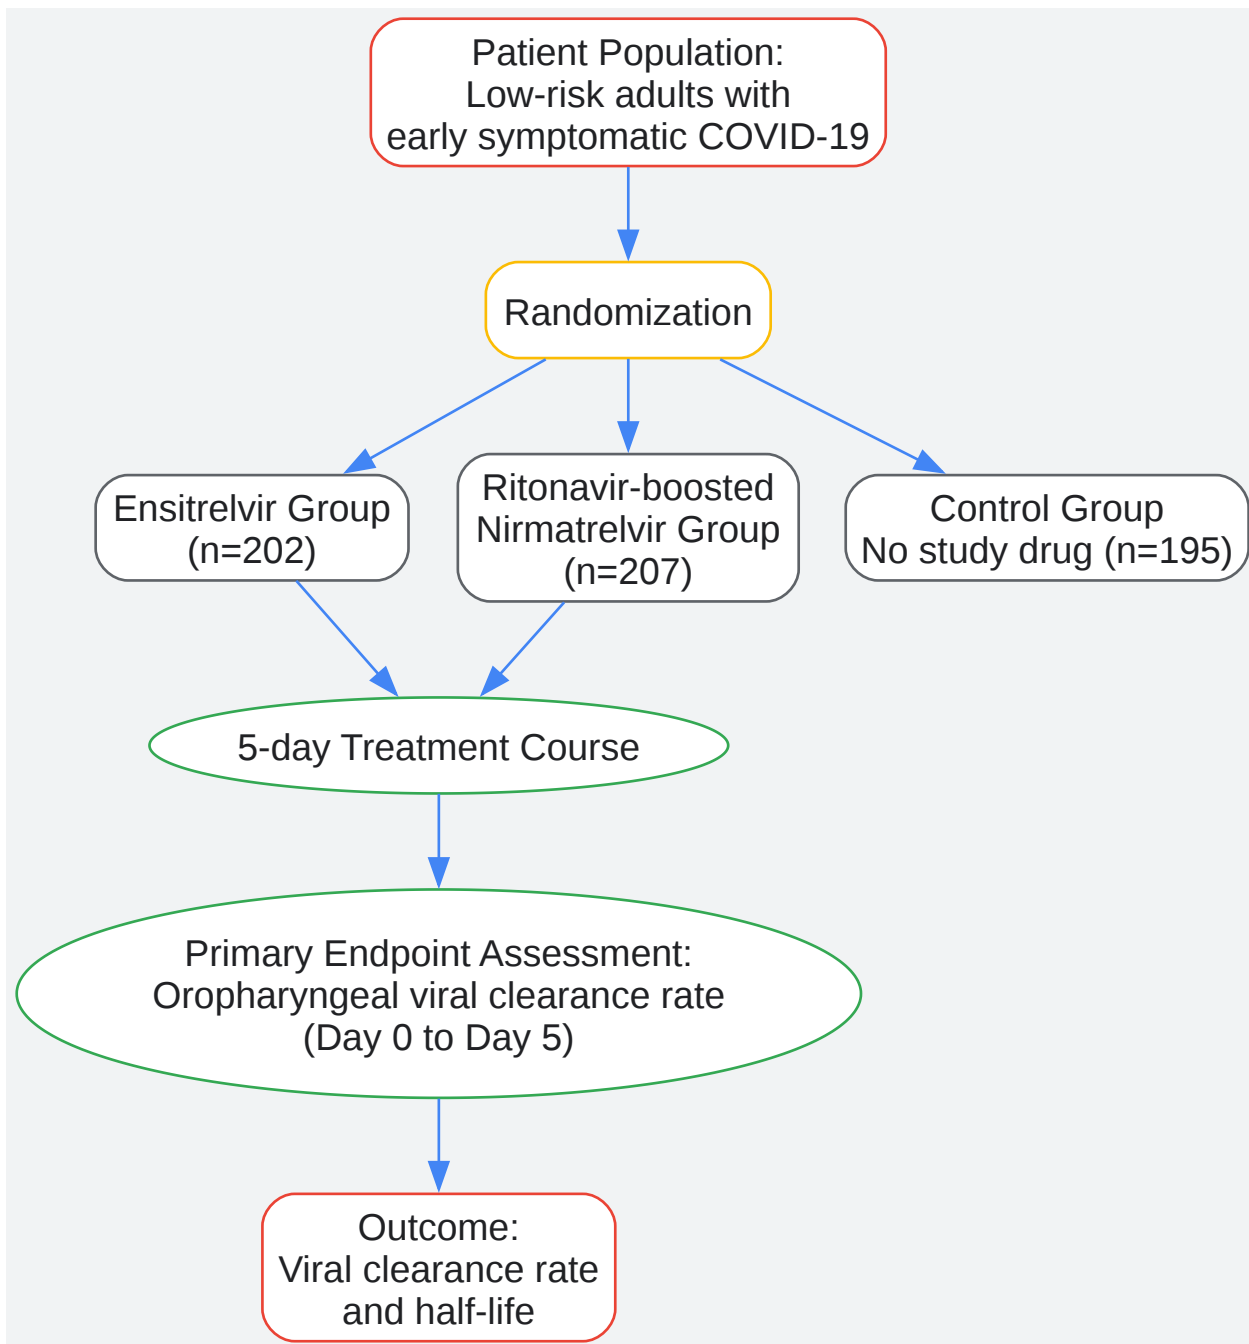 Patient Population:
Low-risk adults with
early symptomatic COVID-19
Randomization
Ensitrelvir Group
(n=202)
Ritonavir-boosted
Nirmatrelvir Group
(n=207)
Control Group
No study drug (n=195)
5-day Treatment Course
Primary Endpoint Assessment:
Oropharyngeal viral clearance rate
(Day 0 to Day 5)
Outcome:
Viral clearance rate
and half-life